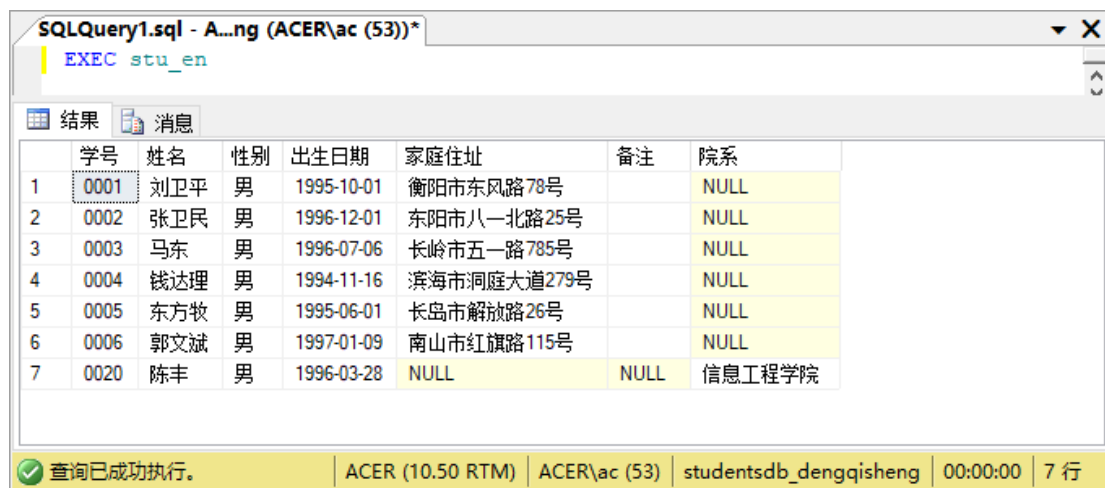 SQLQuery1.sql - A...ng (ACER\ac (53))*
EXEC stu_en
结果 消息
学号 姓名 性别 出生日期 家庭住址 备注 院系
1 0001 刘卫平 男 1995-10-01 衡阳市东风路78号 NULL
2 0002 张卫民 男 1996-12-01 东阳市八一北路25号 NULL
3 0003 马东 男 1996-07-06 长岭市五一路785号 NULL
4 0004 钱达理 男 1994-11-16 滨海市洞庭大道279号 NULL
5 0005 东方牧 男 1995-06-01 长岛市解放路26号 NULL
6 0006 郭文斌 男 1997-01-09 南山市红旗路115号 NULL
7 0020 陈丰 男 1996-03-28 NULL NULL 信息工程学院
查询已成功执行。 ACER (10.50 RTM) ACER\ac (53) studentsdb_dengqisheng 00:00:00 7 行